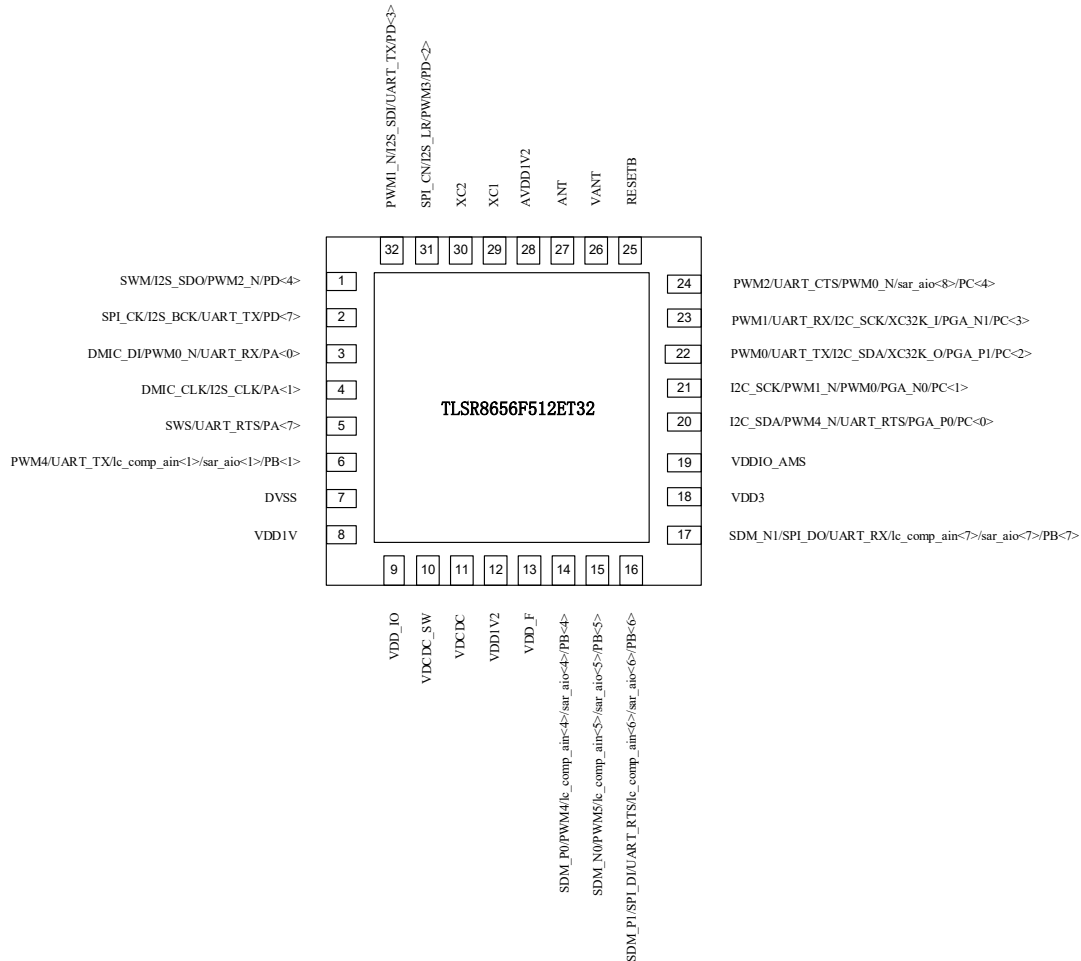 PWM1_N/I2S_SDI/UART_TX/PD<3>
SPI_CN/I2S_LR/PWM3/PD<2>
XC2
XC1
AVDD1V2
ANT
VANT
RESETB
32
31
30
29
28
27
26
25
SWM/I2S_SDO/PWM2_N/PD<4>
1
SPI_CK/I2S_BCK/UART_TX/PD<7>
2
DMIC_DI/PWM0_N/UART_RX/PA<0>
3
DMIC_CLK/I2S_CLK/PA<1>
4
SWS/UART_RTS/PA<7>
5
PWM4/UART_TX/lc_comp_ain<1>/sar_aio<1>/PB<1>
6
DVSS
7
VDD1V
8
TLSR8656F512ET32
24
PWM2/UART_CTS/PWM0_N/sar_aio<8>/PC<4>
23
PWM1/UART_RX/I2C_SCK/XC32K_I/PGA_N1/PC<3>
22
PWM0/UART_TX/I2C_SDA/XC32K_O/PGA_P1/PC<2>
21
I2C_SCK/PWM1_N/PWM0/PGA_N0/PC<1>
20
I2C_SDA/PWM4_N/UART_RTS/PGA_P0/PC<0>
19
VDDIO_AMS
18
VDD3
17
SDM_N1/SPI_DO/UART_RX/lc_comp_ain<7>/sar_aio<7>/PB<7>
9
10
11
12
13
14
15
16
VDD_IO
VDCDC_SW
VDCDC
VDD1V2
VDD_F
SDM_P0/PWM4/lc_comp_ain<4>/sar_aio<4>/PB<4>
SDM_N0/PWM5/lc_comp_ain<5>/sar_aio<5>/PB<5>
SDM_P1/SPI_DI/UART_RTS/lc_comp_ain<6>/sar_aio<6>/PB<6>